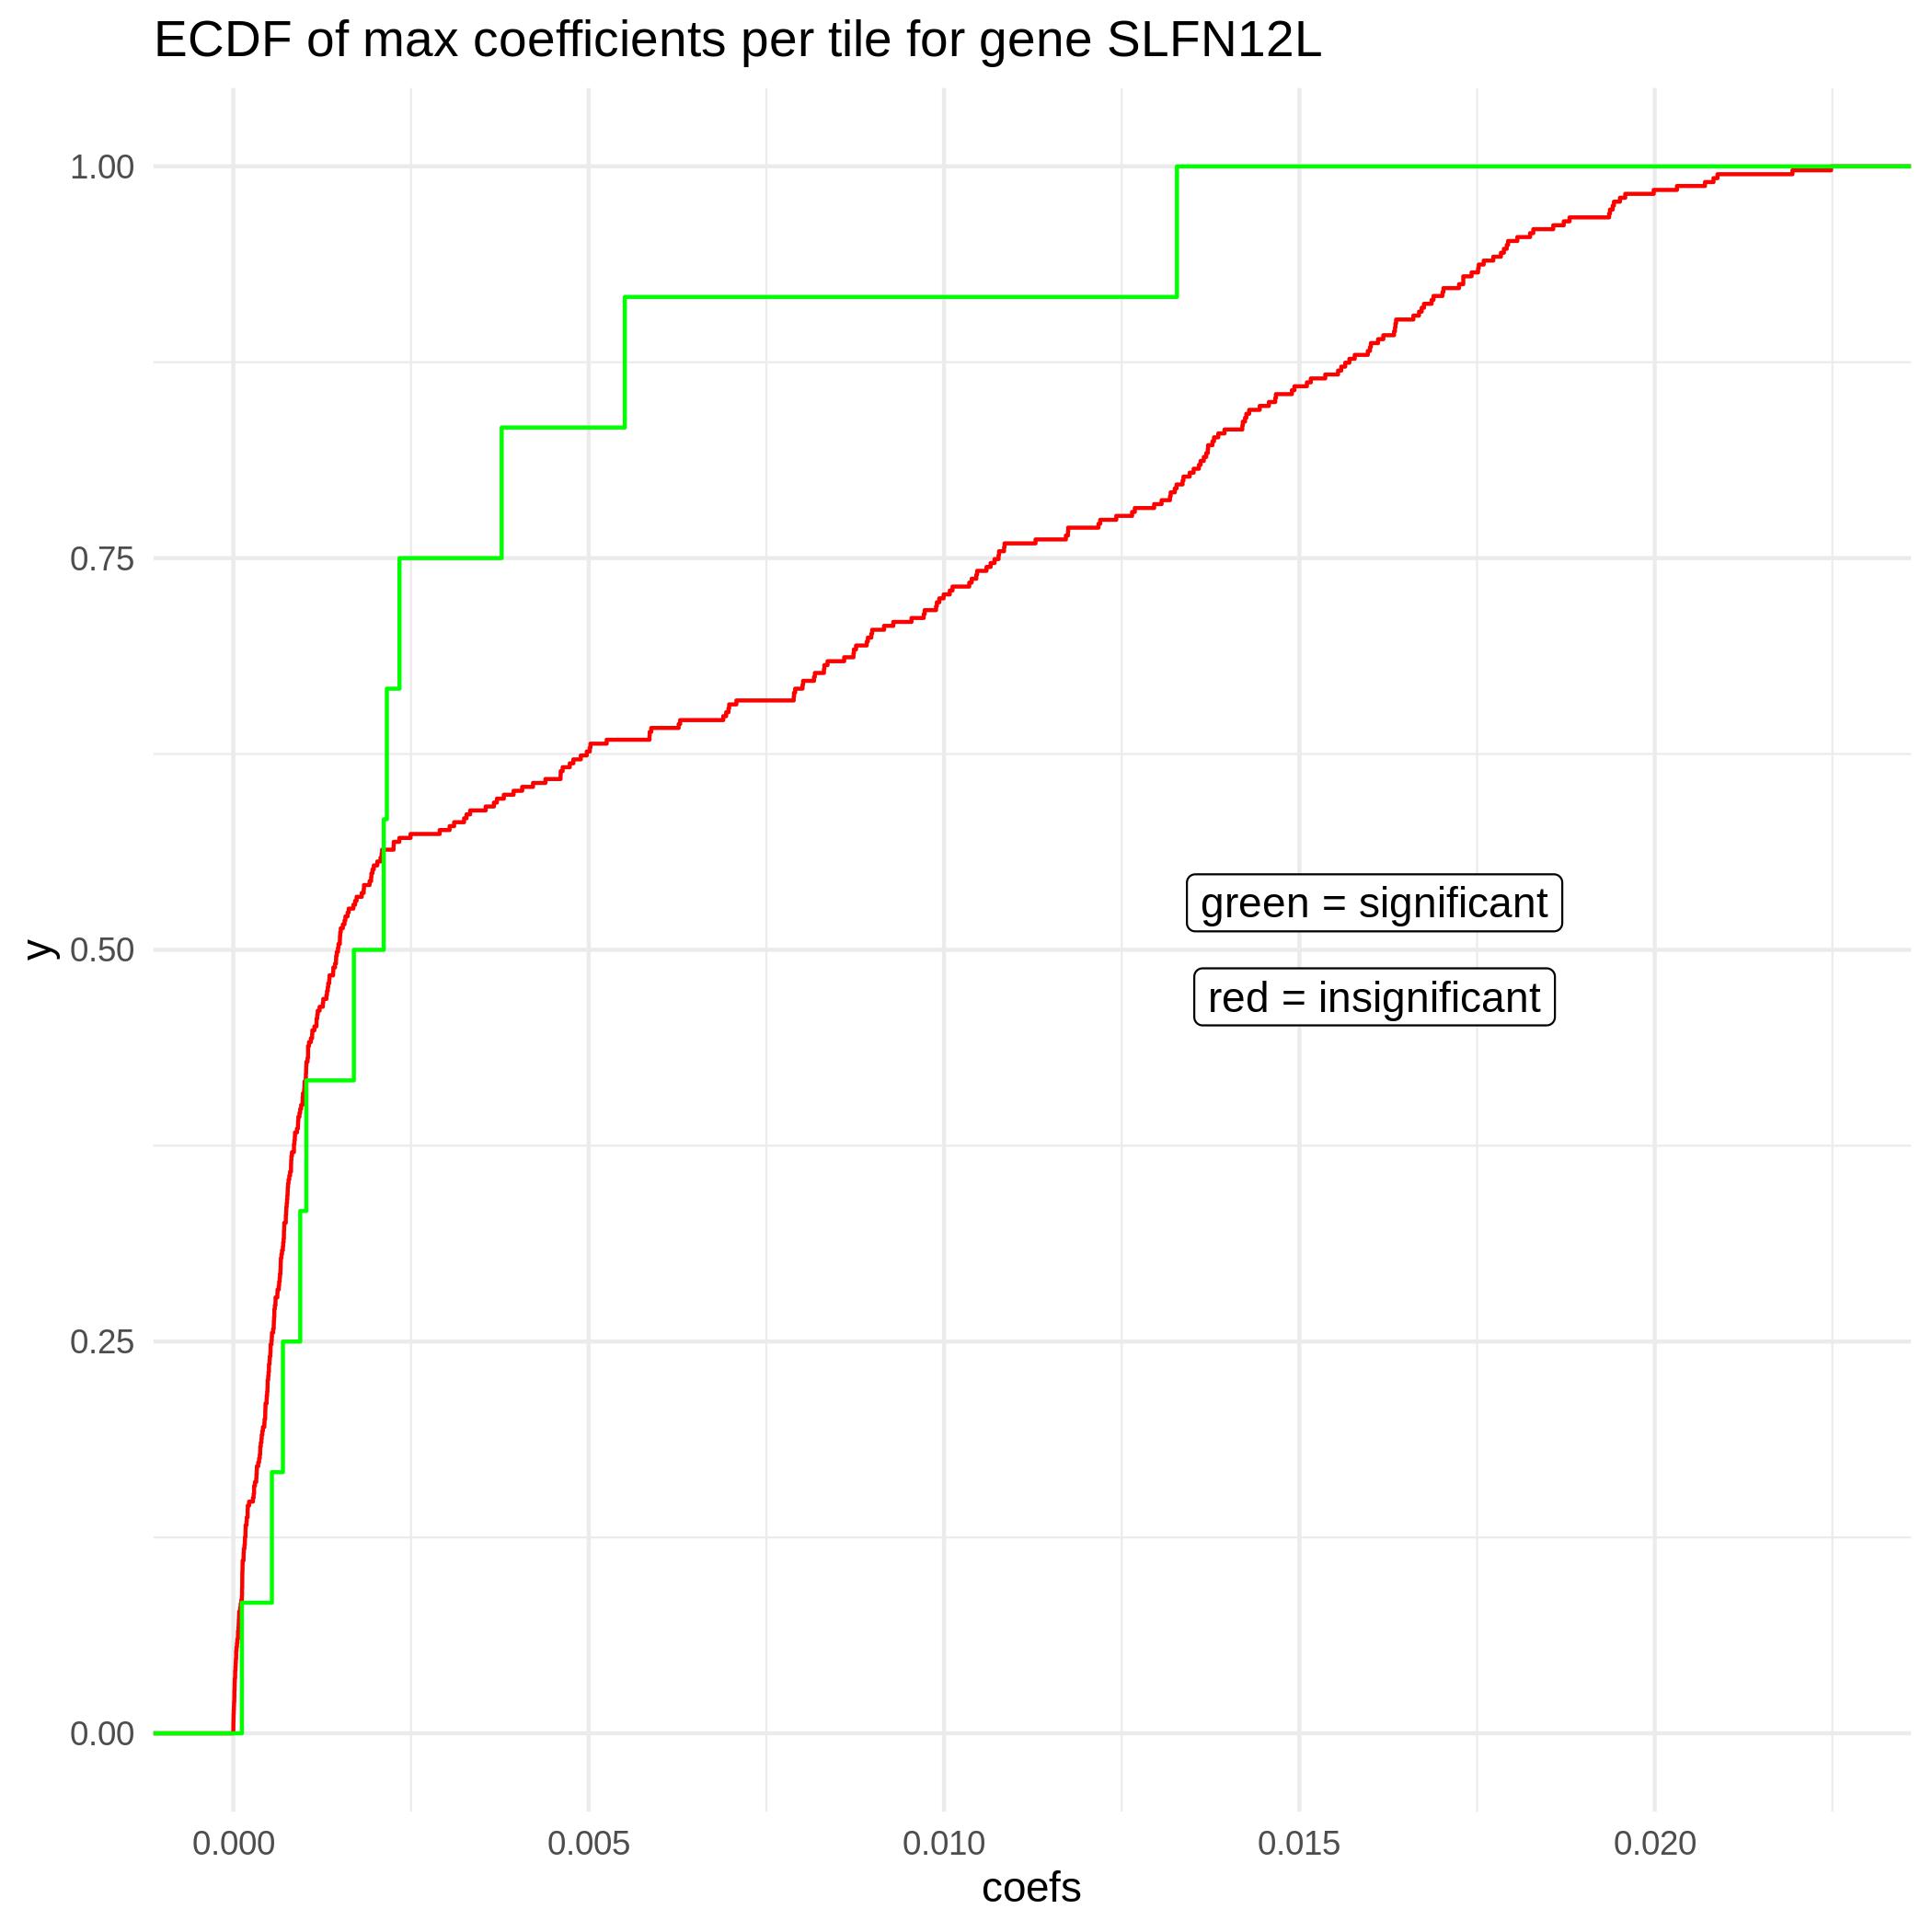 ECDF of max coefficients per tile for gene SLFN12L
1.00
0.75
0.50
0.25
0.00
y
green = significant
red = insignificant
0.000 0.005 0.010 0.015 0.020
coefs